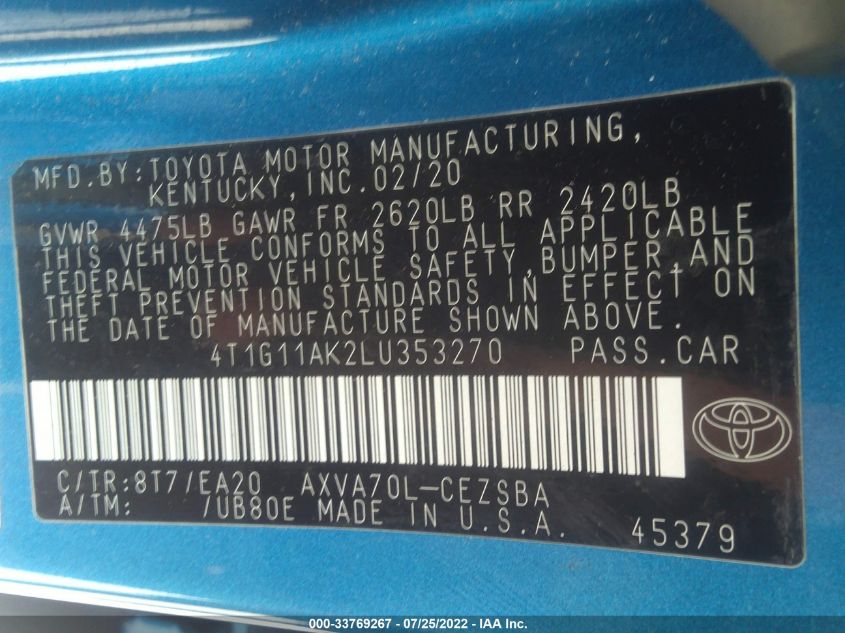 MFD.BY:TOYOTA MOTOR MANUFACTURING,
KENTUCKY,INC.02/20
GVWR 4475LB GAWR FR 2620LB RR 2420LB
THIS VEHICLE CONFORMS TO ALL APPLICABLE
FEDERAL MOTOR VEHICLE SAFETY,BUMPER,AND
THEFT PREVENTION STANDARDS IN EFFECT ON
THE DATE OF MANUFACTURE SHOWN ABOVE.
4T1G11AK2LU353270 PASS.CAR
C/TR:8T7/EA20 AXVA70L-CEZSBA
A/TM: /UB80E MADE IN U.S.A. 45379
000-33769267 - 07/25/2022 - IAA Inc.